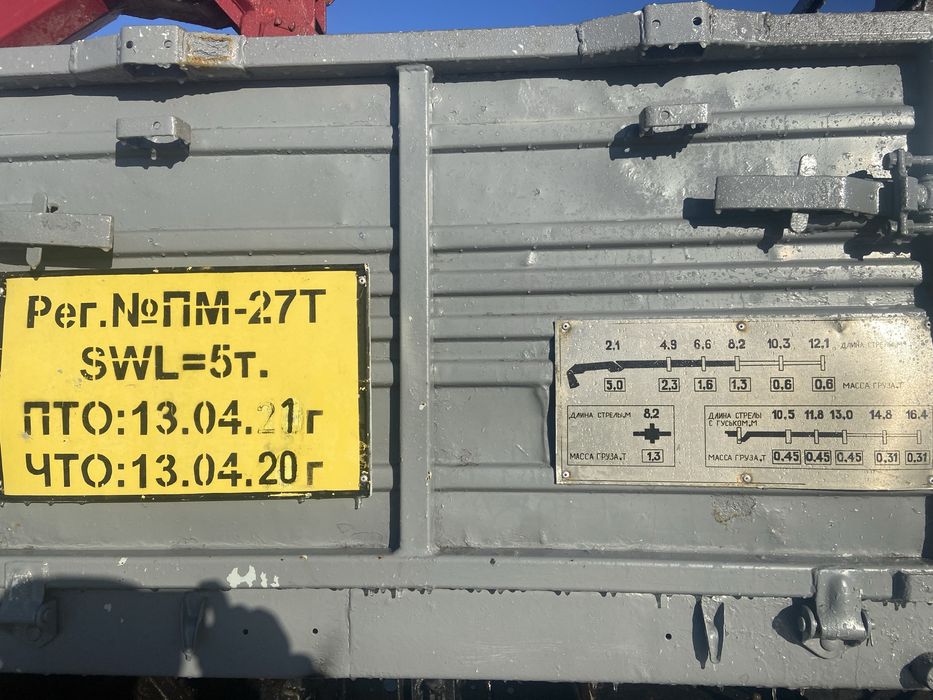 Рег.№ПМ-27Т
SWL=5т.
ПТО:13.04.21г
ЧТО:13.04.20г
2,1 4,9 6,6 8,2 10,3 12,1 ДЛИНА СТРЕЛЫ,М
5,0 2,3 1,6 1,3 0,6 0,6 МАССА ГРУЗА,Т
ДЛИНА СТРЕЛЫ,М 8,2
МАССА ГРУЗА,Т 1,3
ДЛИНА СТРЕЛЫ С ГУСЬКОМ,М 10,5 11,8 13,0 14,8 16,4
МАССА ГРУЗА,Т 0,45 0,45 0,45 0,31 0,31